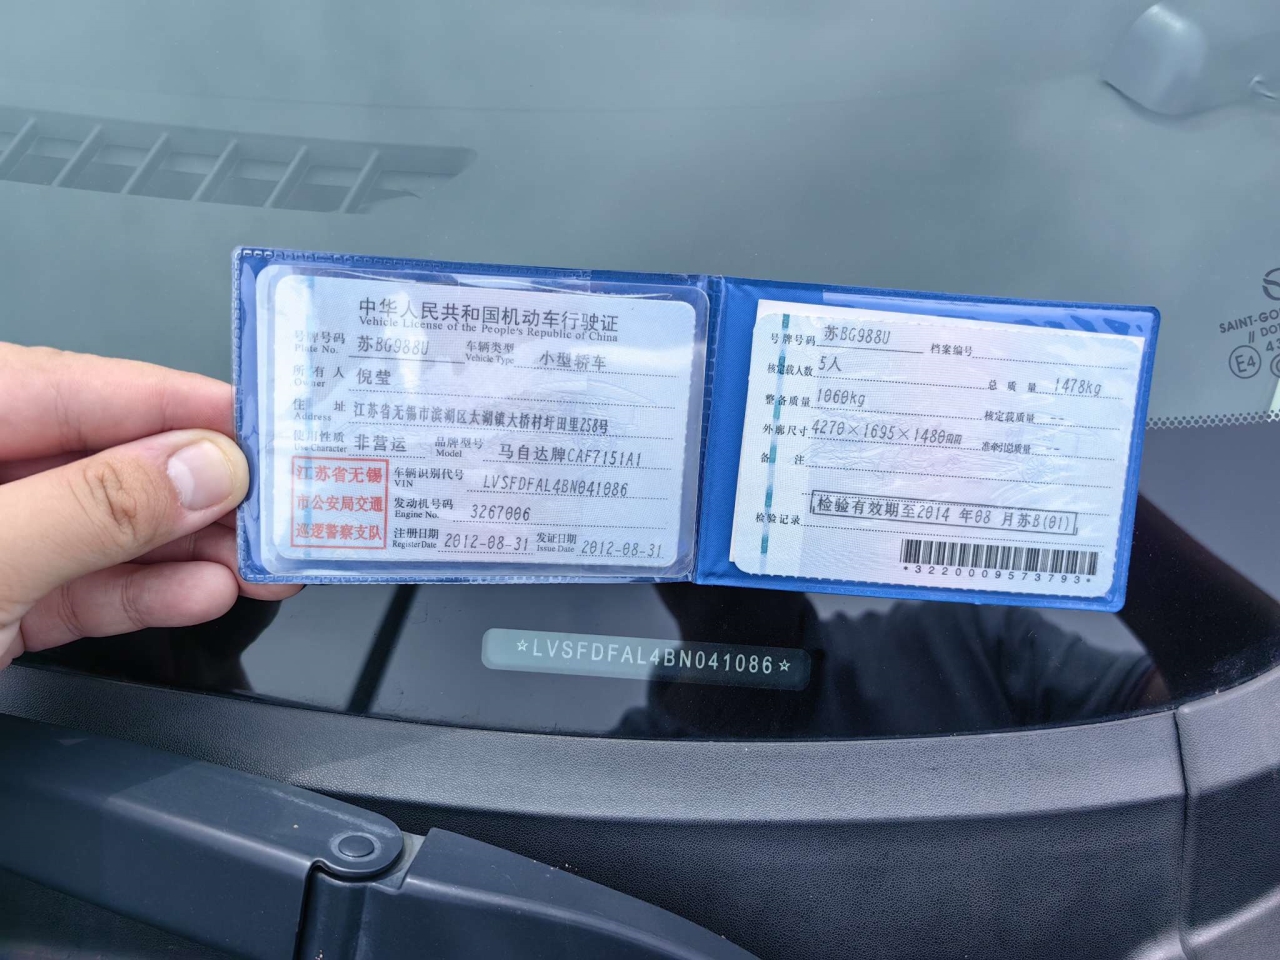 中华人民共和国机动车行驶证
Vehicle License of the People's Republic of China
号牌号码 Plate No. 苏BG988U 车辆类型 Vehicle Type 小型轿车
所有人 Owner 倪莹
住址 Address 江苏省无锡市滨湖区太湖镇大桥村圩田里258号
使用性质 Use Character 非营运 品牌型号 Model 马自达牌CAF7151A1
江苏省无锡
市公安局交通
巡逻警察支队
车辆识别代号 VIN LVSFDFAL4BN041086
发动机号码 Engine No. 3267006
注册日期 Register Date 2012-08-31 发证日期 Issue Date 2012-08-31
号牌号码 苏BG988U 档案编号
核定载人数 5人 总质量 1478kg
整备质量 1060kg 核定载质量 --
外廓尺寸 4270×1695×1480mm 准牵引总质量 --
备注
检验记录 检验有效期至2014年08月苏B(01)
*3220009573793*
☆LVSFDFAL4BN041086☆
SAINT-GO
// DO
43
E4